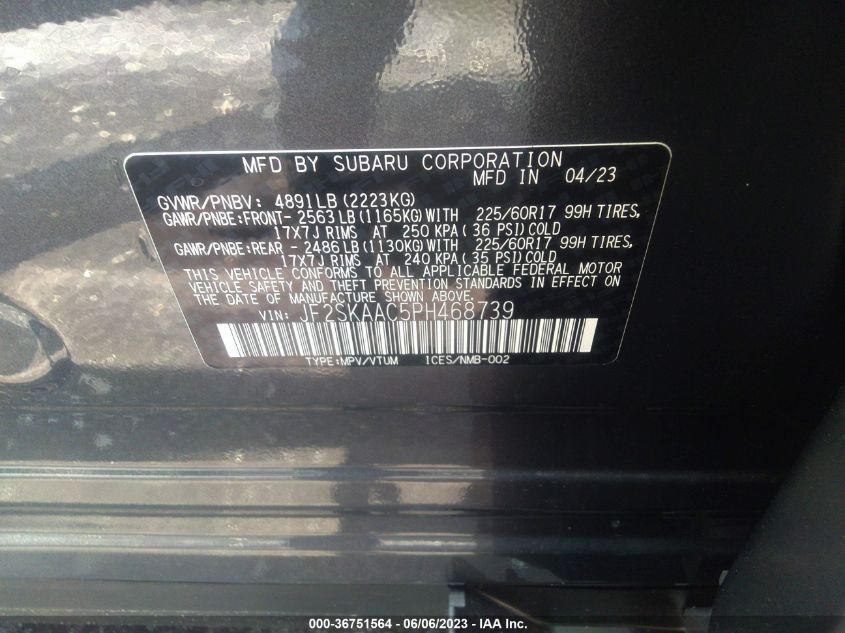 MFD BY SUBARU CORPORATION
MFD IN 04/23
GVWR/PNBV: 4891LB (2223KG)
GAWR/PNBE:FRONT- 2563LB (1165KG) WITH 225/60R17 99H TIRES,
17X7J RIMS AT 250 KPA( 36 PSI) COLD
GAWR/PNBE:REAR - 2486LB (1130KG) WITH 225/60R17 99H TIRES,
17X7J RIMS AT 240 KPA( 35 PSI) COLD
THIS VEHICLE CONFORMS TO ALL APPLICABLE FEDERAL MOTOR
VEHICLE SAFETY AND THEFT PREVENTION STANDARDS IN EFFECT ON
THE DATE OF MANUFACTURE SHOWN ABOVE.
VIN: JF2SKAAC5PH468739
TYPE:MPV/VTUM ICES/NMB-002
000-36751564 - 06/06/2023 - © IAA Inc.